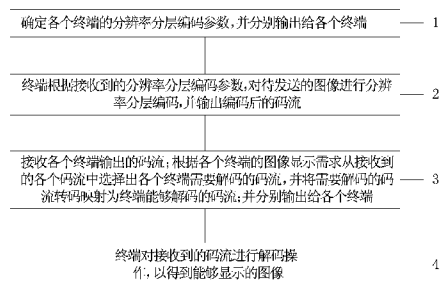 确定各个终端的分辨率分层编码参数,并分别输出给各个终端
1
终端根据接收到的分辨率分层编码参数,对待发送的图像进行分辨
率分层编码,并输出编码后的码流
2
接收各个终端输出的码流;根据各个终端的图像显示需求从接收到
的各个码流中选择出各个终端需要解码的码流,并将需要解码的码
流转码映射为终端能够解码的码流;并分别输出给各个终端
3
终端对接收到的码流进行解码操
作,以得到能够显示的图像
4